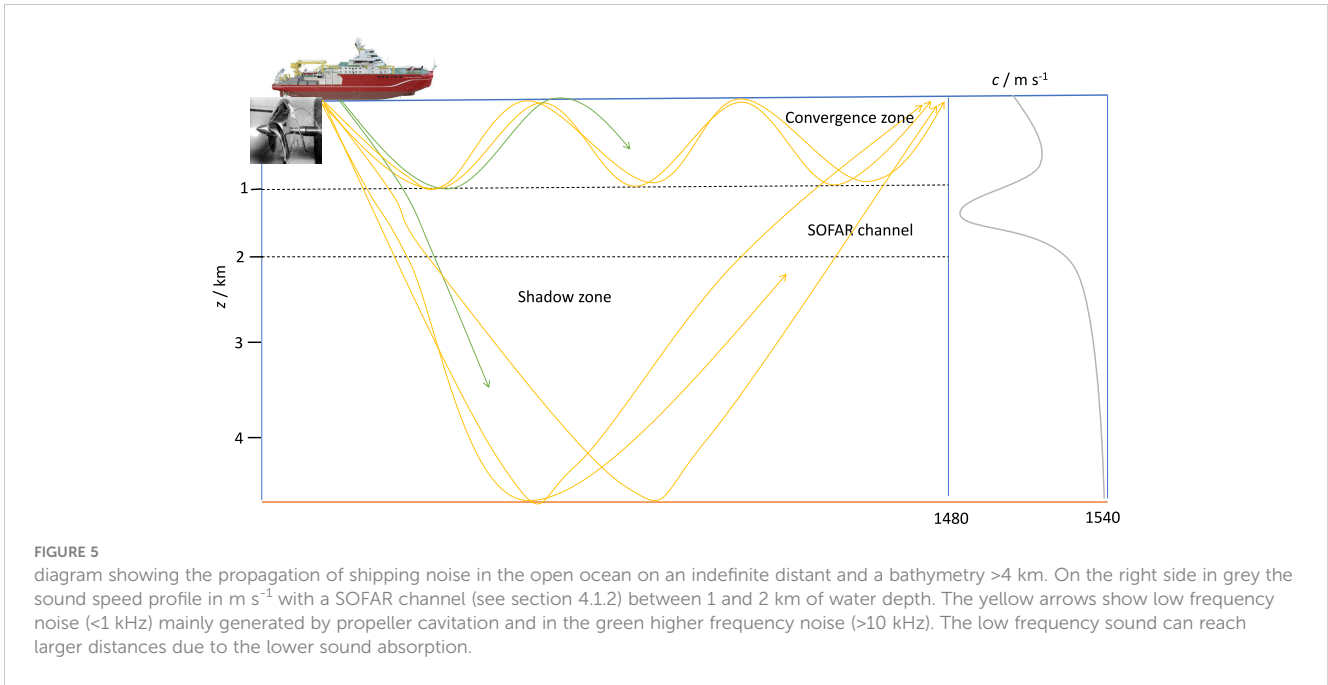 c / m s-1
Convergence zone
1
SOFAR channel
2
z / km
Shadow zone
3
4
1480
1540
FIGURE 5
diagram showing the propagation of shipping noise in the open ocean on an indefinite distant and a bathymetry >4 km. On the right side in grey the
sound speed profile in m s-1 with a SOFAR channel (see section 4.1.2) between 1 and 2 km of water depth. The yellow arrows show low frequency
noise (<1 kHz) mainly generated by propeller cavitation and in the green higher frequency noise (>10 kHz). The low frequency sound can reach
larger distances due to the lower sound absorption.